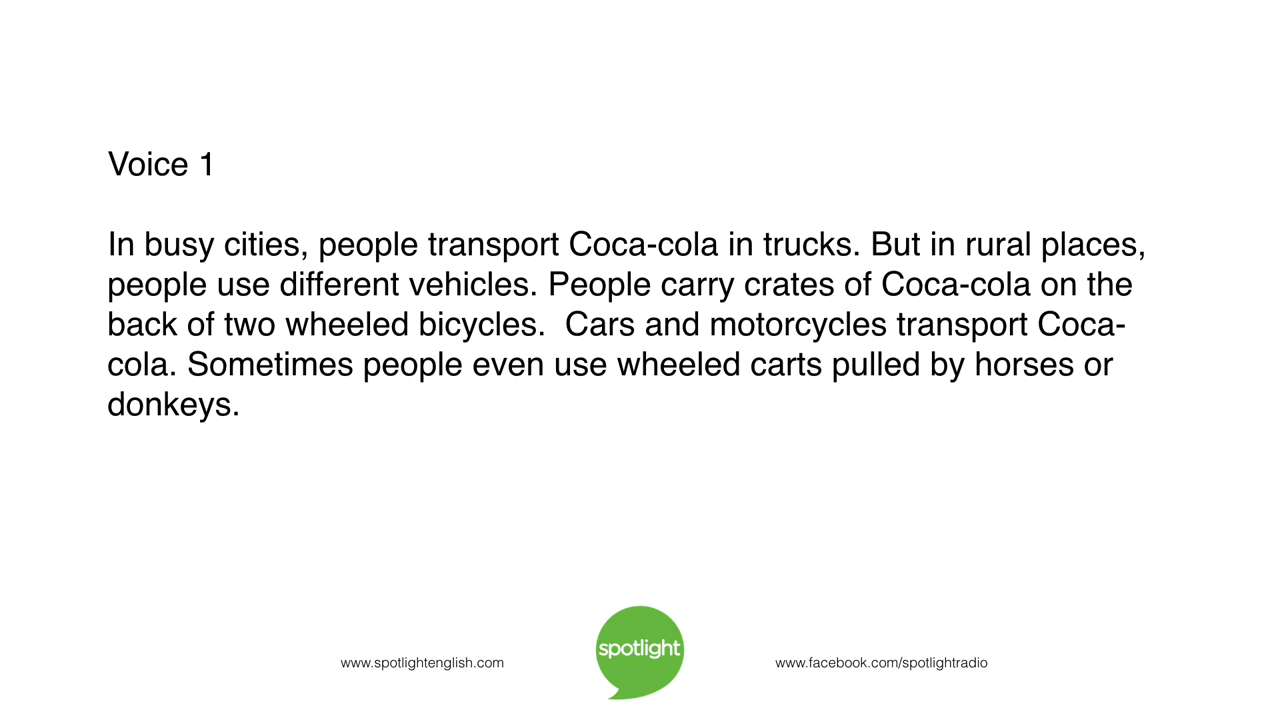 Voice 1
In busy cities, people transport Coca-cola in trucks. But in rural places,
people use different vehicles. People carry crates of Coca-cola on the
back of two wheeled bicycles.  Cars and motorcycles transport Coca-
cola. Sometimes people even use wheeled carts pulled by horses or
donkeys.
spotlight
www.spotlightenglish.com
www.facebook.com/spotlightradio